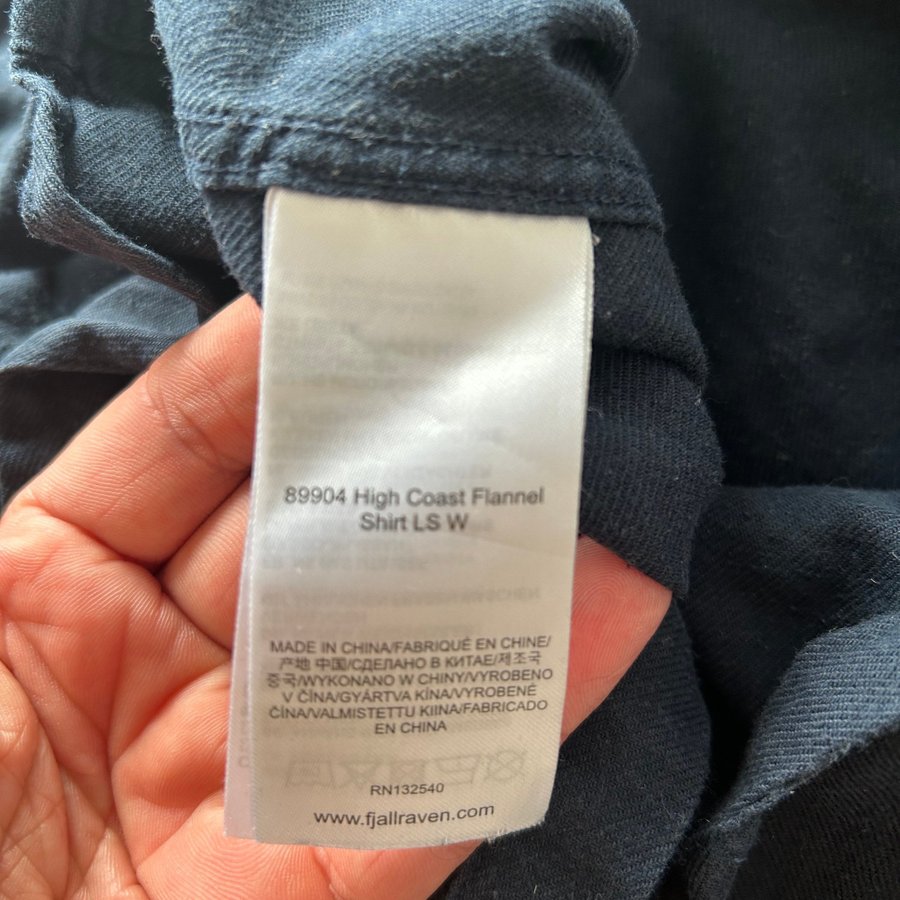 89904 High Coast Flannel
Shirt LS W
MADE IN CHINA/FABRIQUÉ EN CHINE/
产地 中国/СДЕЛАНО В КИТАЕ/제조국
중국/WYKONANO W CHINY/VYROBENO
V ČÍNA/GYÁRTVA KÍNA/VYROBENÉ
ČÍNA/VALMISTETTU KIINA/FABRICADO
EN CHINA
RN132540
www.fjallraven.com